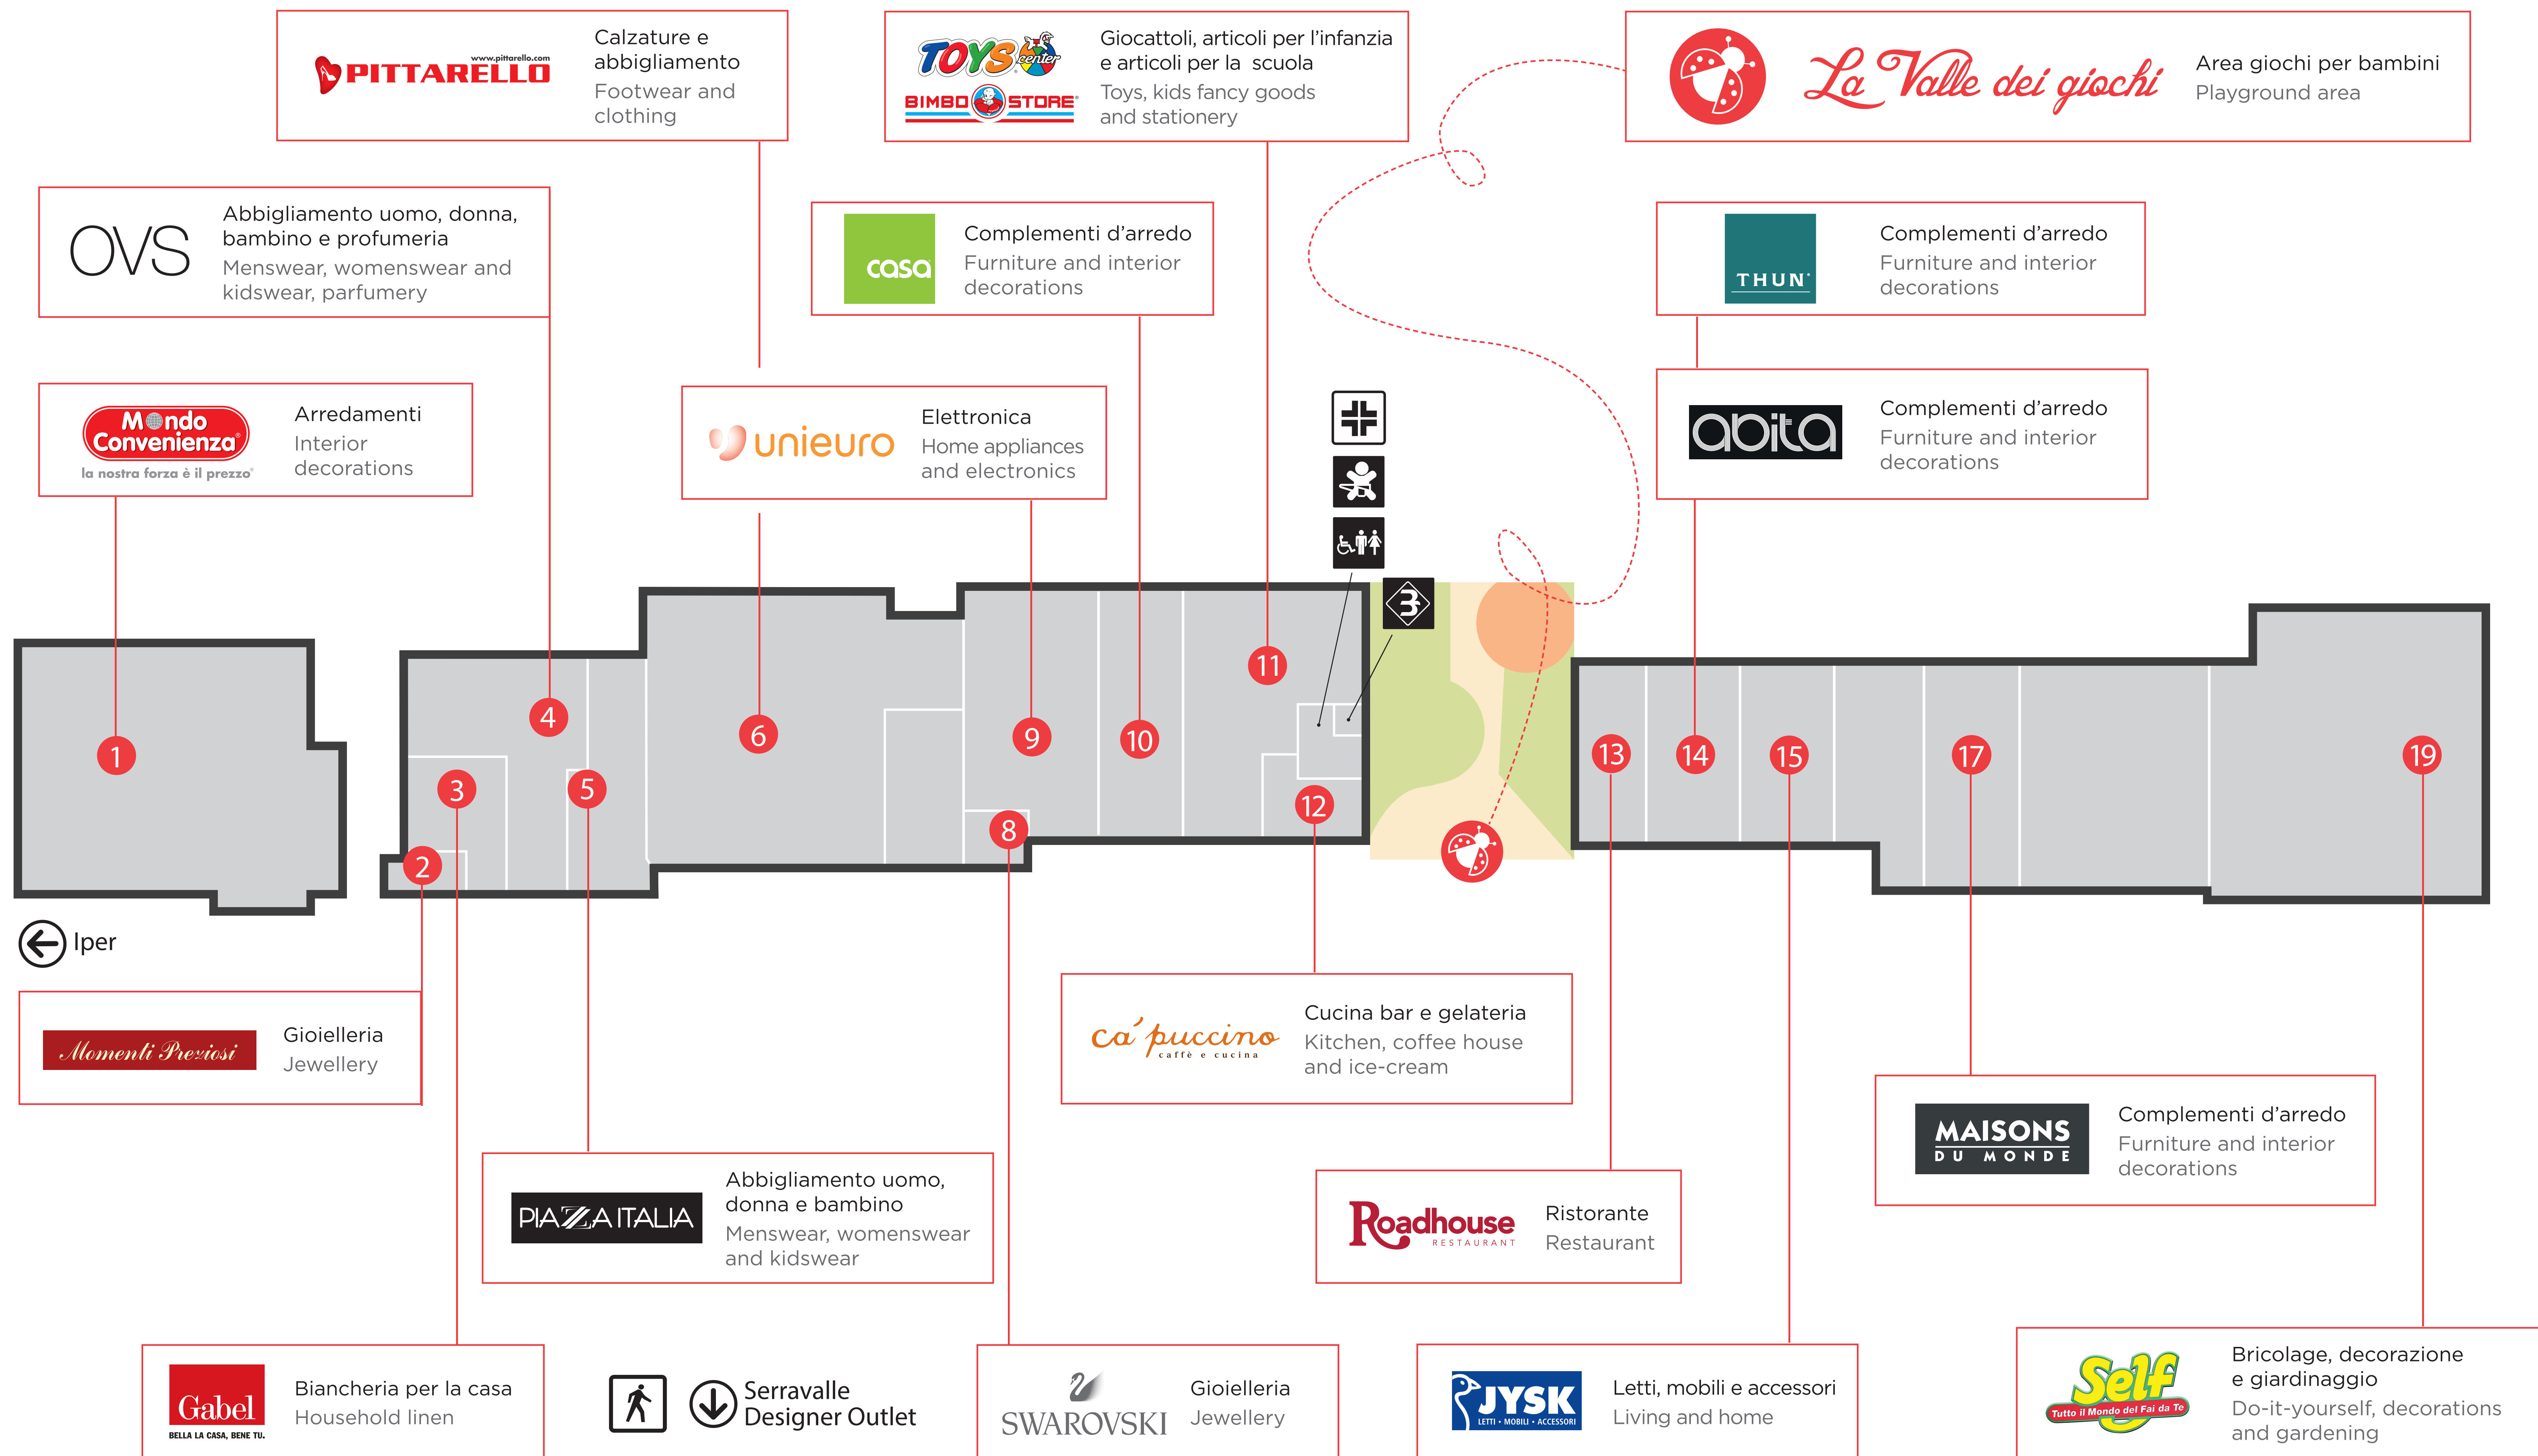 www.pittarello.com
PITTARELLO
Calzature e
abbigliamento
Footwear and
clothing
TOYS center
BIMBO STORE
Giocattoli, articoli per l'infanzia
e articoli per la scuola
Toys, kids fancy goods
and stationery
La Valle dei giochi
Area giochi per bambini
Playground area
OVS
Abbigliamento uomo, donna,
bambino e profumeria
Menswear, womenswear and
kidswear, parfumery
casa
Complementi d'arredo
Furniture and interior
decorations
THUN
Complementi d'arredo
Furniture and interior
decorations
Mondo
Convenienza
la nostra forza è il prezzo
Arredamenti
Interior
decorations
unieuro
Elettronica
Home appliances
and electronics
abita
Complementi d'arredo
Furniture and interior
decorations
1
2
3
4
5
6
8
9
10
11
12
13
14
15
17
19
Iper
Momenti Preziosi
Gioielleria
Jewellery
ca'puccino
caffè e cucina
Cucina bar e gelateria
Kitchen, coffee house
and ice-cream
MAISONS
DU MONDE
Complementi d'arredo
Furniture and interior
decorations
PIAZZA ITALIA
Abbigliamento uomo,
donna e bambino
Menswear, womenswear
and kidswear
Roadhouse
RESTAURANT
Ristorante
Restaurant
Gabel
BELLA LA CASA, BENE TU.
Biancheria per la casa
Household linen
Serravalle
Designer Outlet
SWAROVSKI
Gioielleria
Jewellery
JYSK
LETTI • MOBILI • ACCESSORI
Letti, mobili e accessori
Living and home
Self
Tutto il Mondo del Fai da Te
Bricolage, decorazione
e giardinaggio
Do-it-yourself, decorations
and gardening